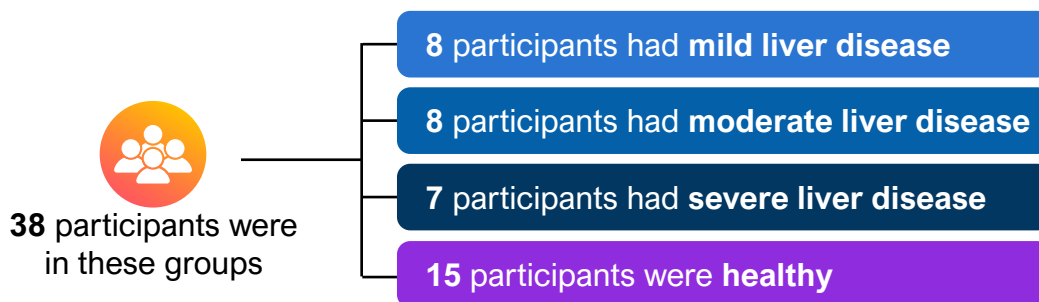 38 participants were
in these groups
8 participants had mild liver disease
8 participants had moderate liver disease
7 participants had severe liver disease
15 participants were healthy